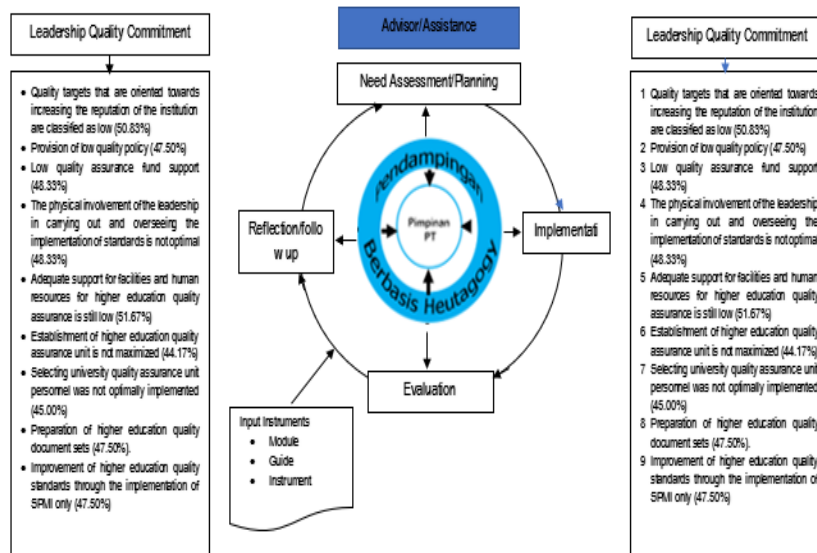 Leadership Quality Commitment
• Quality targets that are oriented towards
increasing the reputation of the institution
are classified as low (50.83%)
• Provision of low quality policy (47.50%)
• Low quality assurance fund support
(48.33%)
• The physical involvement of the leadership
in carrying out and overseeing the
implementation of standards is not optimal
(48.33%)
• Adequate support for facilities and human
resources for higher education quality
assurance is still low (51.67%)
• Establishment of higher education quality
assurance unit is not maximized (44.17%)
• Selecting university quality assurance unit
personnel was not optimally implemented
(45.00%)
• Preparation of higher education quality
document sets (47.50%).
• Improvement of higher education quality
standards through the implementation of
SPMI only (47.50%)
Advisor/Assistance
Need Assessment/Planning
Pendampingan
Pimpinan
PT
Berbasis Heutagogy
Reflection/follo
w up
Implementati
Evaluation
Input Instruments
• Module
• Guide
• Instrument
Leadership Quality Commitment
1 Quality targets that are oriented towards
increasing the reputation of the institution
are classified as low (50.83%)
2 Provision of low quality policy (47.50%)
3 Low quality assurance fund support
(48.33%)
4 The physical involvement of the leadership
in carrying out and overseeing the
implementation of standards is not optimal
(48.33%)
5 Adequate support for facilities and human
resources for higher education quality
assurance is still low (51.67%)
6 Establishment of higher education quality
assurance unit is not maximized (44.17%)
7 Selecting university quality assurance unit
personnel was not optimally implemented
(45.00%)
8 Preparation of higher education quality
document sets (47.50%).
9 Improvement of higher education quality
standards through the implementation of
SPMI only (47.50%)